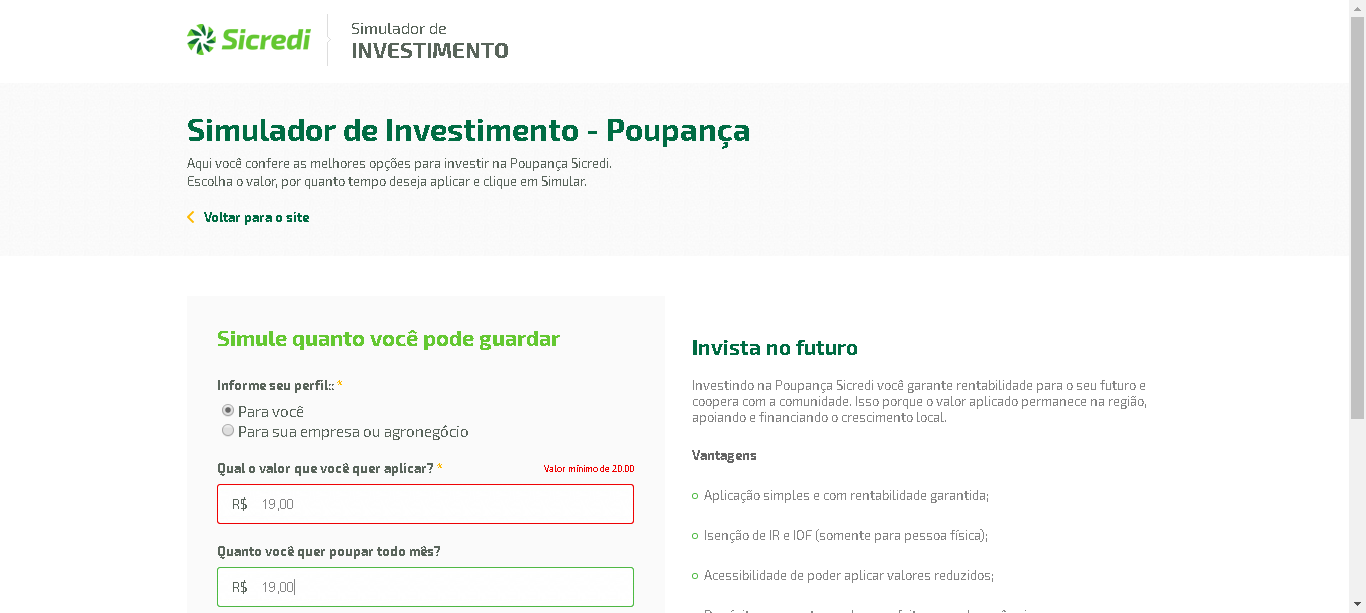 Sicredi
Simulador de
INVESTIMENTO
Simulador de Investimento - Poupança
Aqui você confere as melhores opções para investir na Poupança Sicredi.
Escolha o valor, por quanto tempo deseja aplicar e clique em Simular.
Voltar para o site
Simule quanto você pode guardar
Informe seu perfil:: *
Para você
Para sua empresa ou agronegócio
Qual o valor que você quer aplicar? *
Valor mínimo de 20.00
R$ 19,00
Quanto você quer poupar todo mês?
R$ 19,00
Invista no futuro
Investindo na Poupança Sicredi você garante rentabilidade para o seu futuro e
coopera com a comunidade. Isso porque o valor aplicado permanece na região,
apoiando e financiando o crescimento local.
Vantagens
Aplicação simples e com rentabilidade garantida;
Isenção de IR e IOF (somente para pessoa física);
Acessibilidade de poder aplicar valores reduzidos;